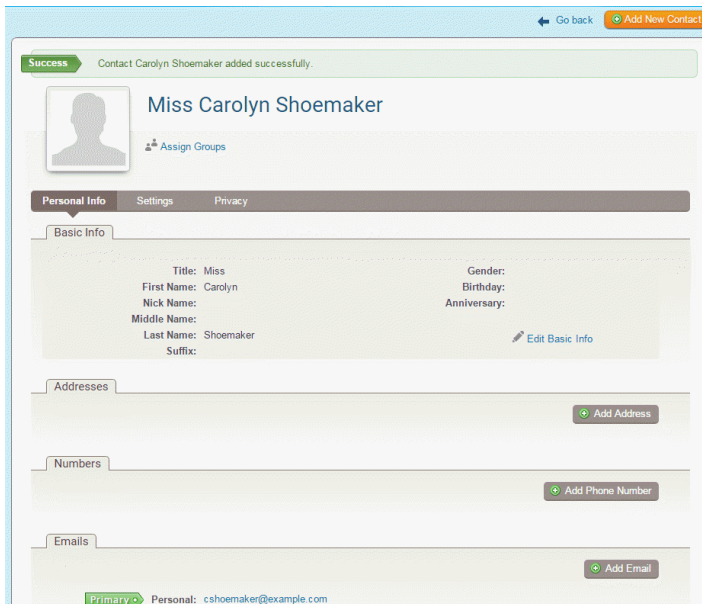 Go back Add New Contact
Success Contact Carolyn Shoemaker added successfully.
Miss Carolyn Shoemaker
Assign Groups
Personal Info Settings Privacy
Basic Info
Title: Miss Gender:
First Name: Carolyn Birthday:
Nick Name: Anniversary:
Middle Name:
Last Name: Shoemaker Edit Basic Info
Suffix:
Addresses
Add Address
Numbers
Add Phone Number
Emails
Add Email
Primary Personal: cshoemaker@example.com